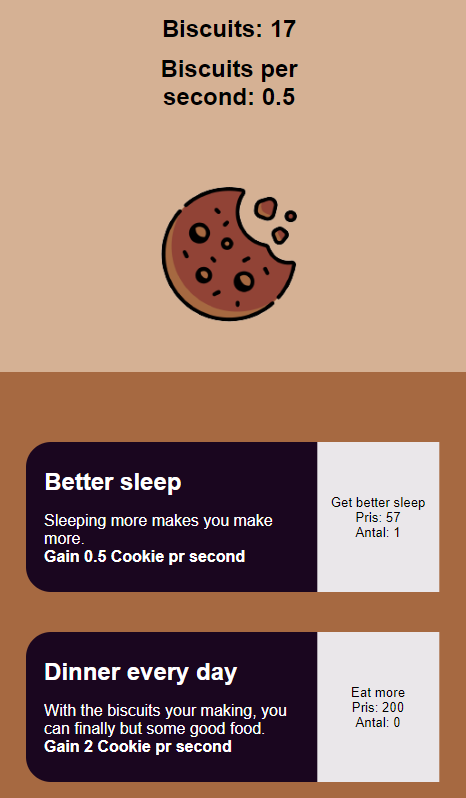 Biscuits: 17
Biscuits per
second: 0.5
Better sleep
Sleeping more makes you make
more.
Gain 0.5 Cookie pr second
Get better sleep
Pris: 57
Antal: 1
Dinner every day
With the biscuits your making, you
can finally but some good food.
Gain 2 Cookie pr second
Eat more
Pris: 200
Antal: 0